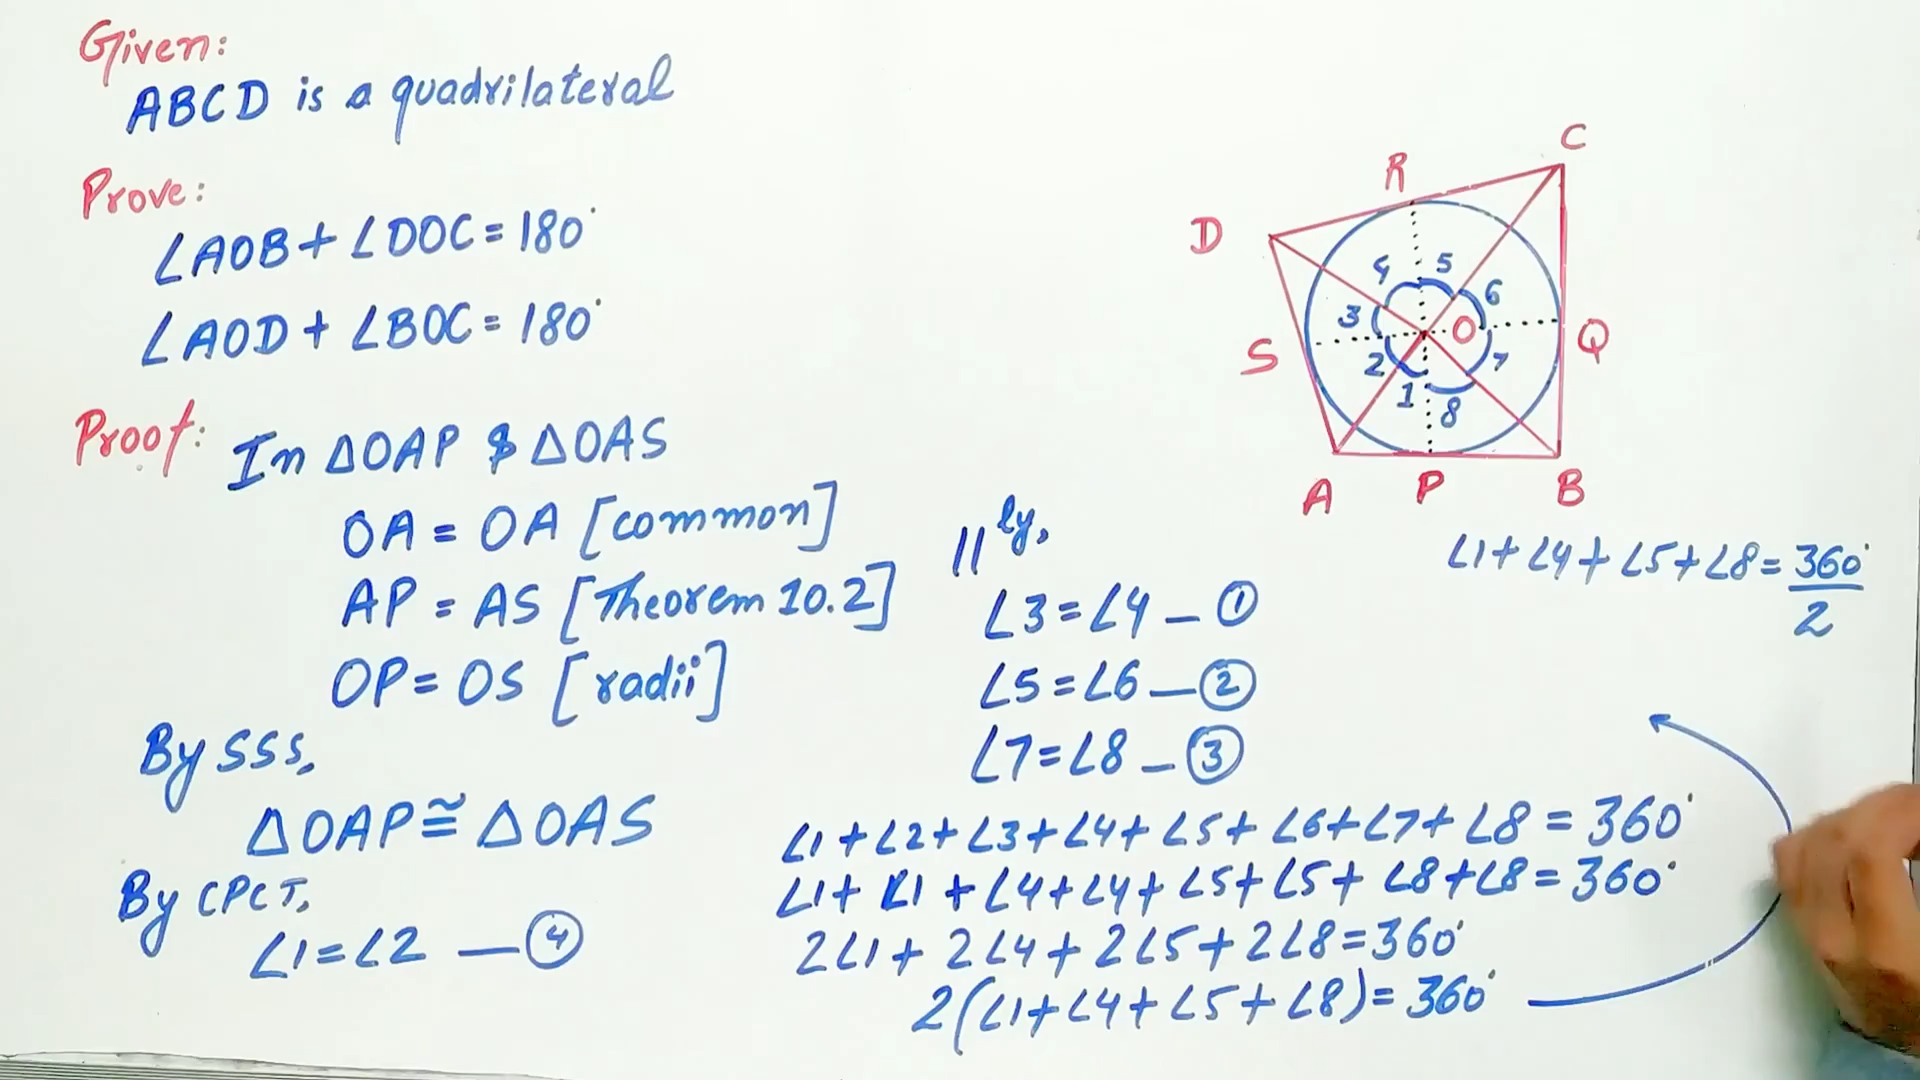 Given:
ABCD is a quadrilateral
Prove:
∠AOB + ∠DOC = 180°
∠AOD + ∠BOC = 180°
Proof: In ΔOAP & ΔOAS
OA = OA [common]
AP = AS [Theorem 10.2]
OP = OS [radii]
By SSS,
ΔOAP ≅ ΔOAS
By CPCT,
∠1 = ∠2 — ④
||ly,
∠3 = ∠4 — ①
∠5 = ∠6 — ②
∠7 = ∠8 — ③
∠1 + ∠2 + ∠3 + ∠4 + ∠5 + ∠6 + ∠7 + ∠8 = 360°
∠1 + ∠1 + ∠4 + ∠4 + ∠5 + ∠5 + ∠8 + ∠8 = 360°
2∠1 + 2∠4 + 2∠5 + 2∠8 = 360°
2(∠1 + ∠4 + ∠5 + ∠8) = 360°
C
R
D
4 5
6
3 O
S Q
2 7
1 8
A P B
∠1 + ∠4 + ∠5 + ∠8 = 360°/2